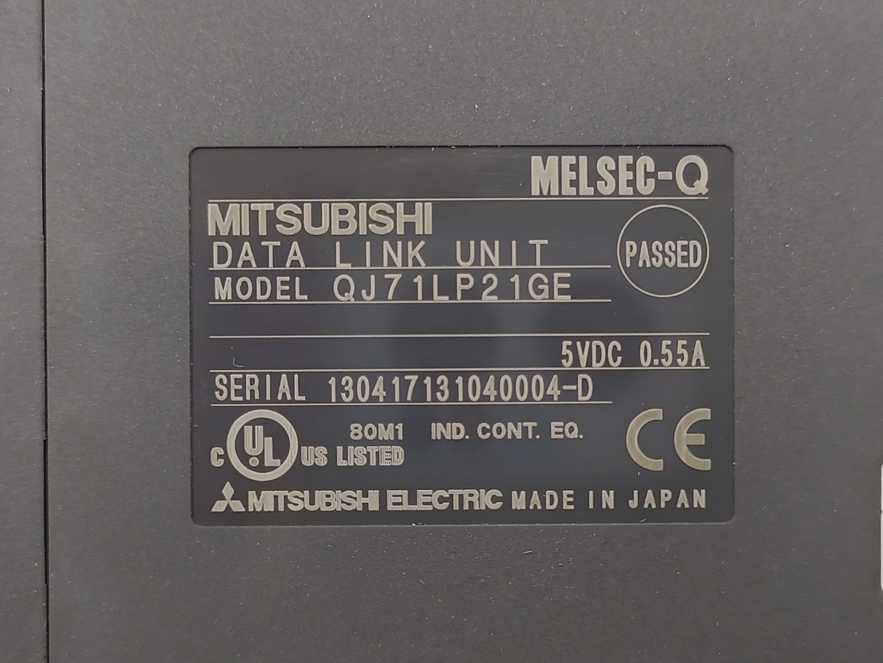 MELSEC-Q
MITSUBISHI
DATA LINK UNIT
PASSED
MODEL QJ71LP21GE
5VDC 0.55A
SERIAL 130417131040004-D
C UL US LISTED
80M1 IND. CONT. EQ.
CE
MITSUBISHI ELECTRIC MADE IN JAPAN